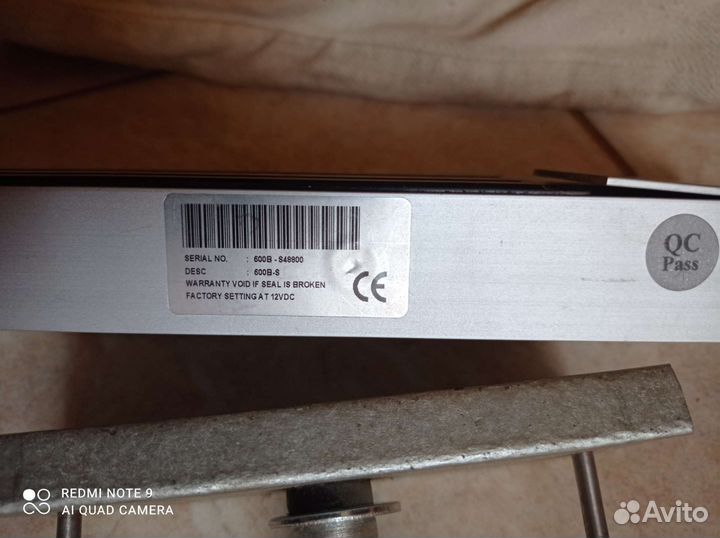 SERIAL NO. : 600B - S48800
DESC : 600B-S
WARRANTY VOID IF SEAL IS BROKEN
FACTORY SETTING AT 12VDC
CE
QC
Pass
REDMI NOTE 9
AI QUAD CAMERA
Avito